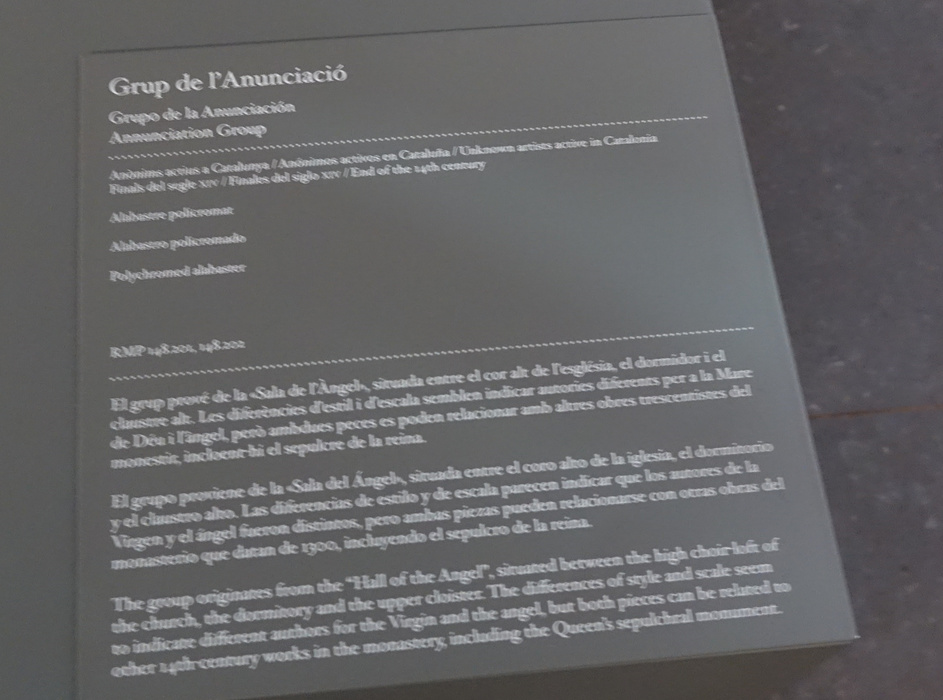 Grup de l'Anunciació
Grupo de la Anunciación
Annunciation Group
Anònims actius a Catalunya // Anónimos activos en Cataluña // Unknown artists active in Catalonia
Finals del segle XIV // Finales del siglo XIV // End of the 14th century
Alabastre policromat
Alabastro policromado
Polychromed alabaster
RMP 148.201, 148.202
El grup prové de la «Sala de l'Àngel», situada entre el cor alt de l'església, el dormidor i el
claustre alt. Les diferències d'estil i d'escala semblen indicar autories diferents per a la Mare
de Déu i l'àngel, però ambdues peces es poden relacionar amb altres obres trescentistes del
monestir, incloent-hi el sepulcre de la reina.
El grupo proviene de la «Sala del Ángel», situada entre el coro alto de la iglesia, el dormitorio
y el claustro alto. Las diferencias de estilo y de escala parecen indicar que los autores de la
Virgen y el ángel fueron distintos, pero ambas piezas pueden relacionarse con otras obras del
monasterio que datan de 1300, incluyendo el sepulcro de la reina.
The group originates from the "Hall of the Angel", situated between the high choir-loft of
the church, the dormitory and the upper cloister. The differences of style and scale seem
to indicate different authors for the Virgin and the angel, but both pieces can be related to
other 14th-century works in the monastery, including the Queen's sepulchral monument.